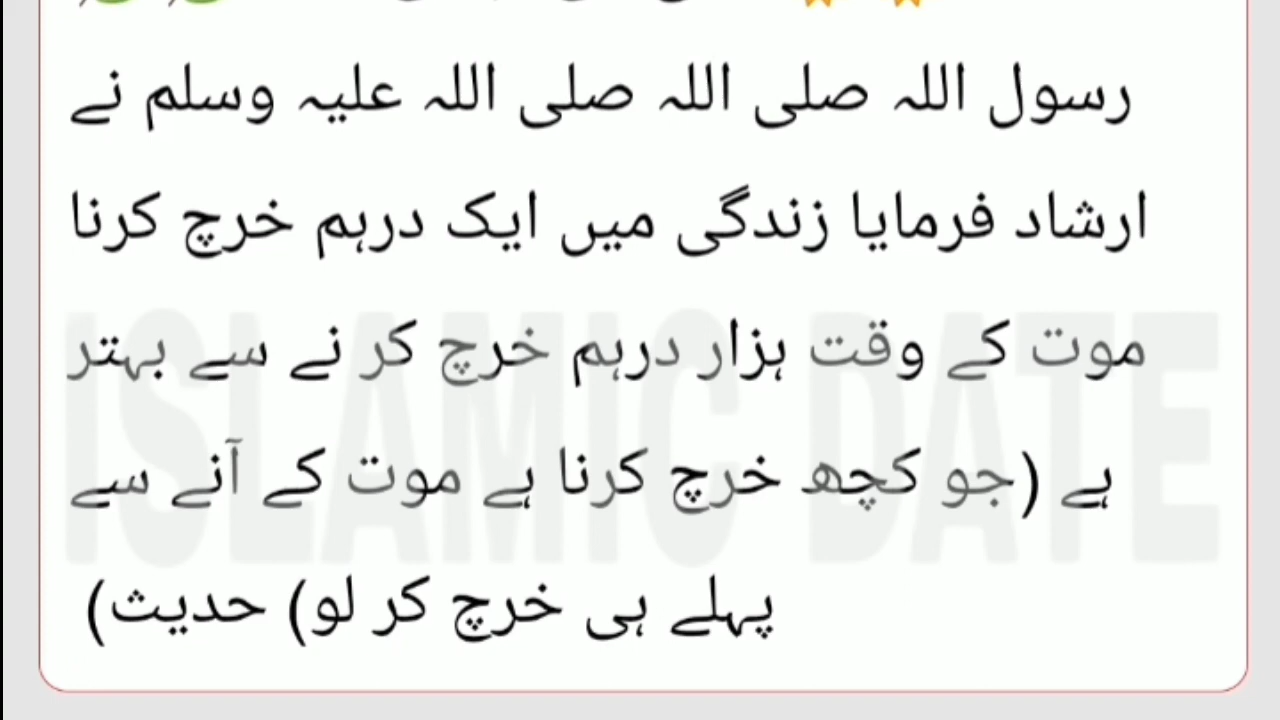 رسول اللہ صلی اللہ صلی اللہ علیہ وسلم نے
ارشاد فرمایا زندگی میں ایک درہم خرچ کرنا
موت کے وقت ہزار درہم خرچ کر نے سے بہتر
ہے (جو کچھ خرچ کرنا ہے موت کے آنے سے
پہلے ہی خرچ کر لو) حدیث)
ISLAMIC DATE